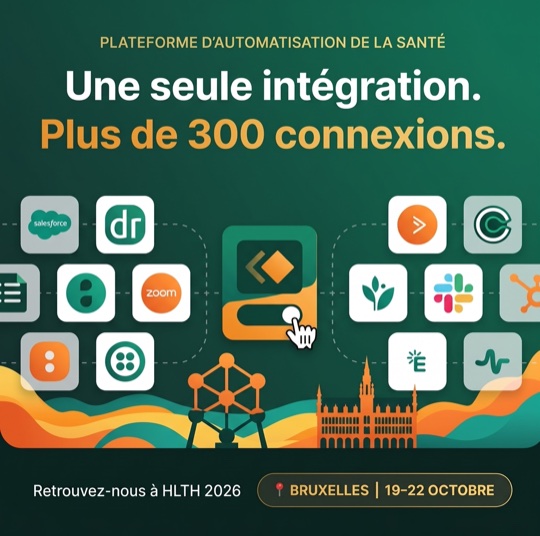 PLATEFORME D'AUTOMATISATION DE LA SANTÉ
Une seule intégration.
Plus de 300 connexions.
salesforce
dr
zoom
E
Retrouvez-nous à HLTH 2026
BRUXELLES | 19–22 OCTOBRE